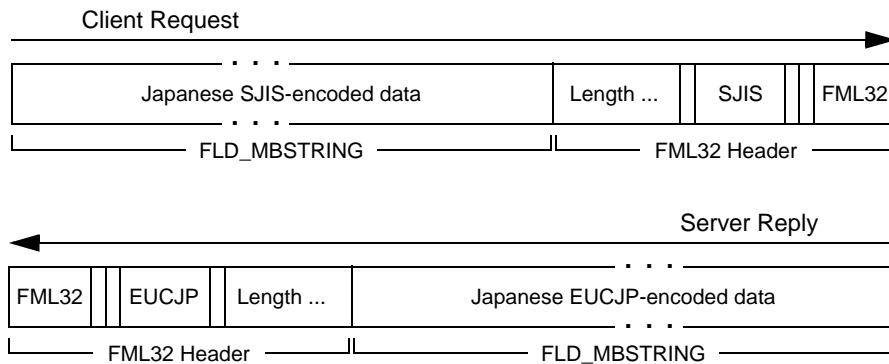 Client Request
Japanese SJIS-encoded data Length ... SJIS FML32
FLD_MBSTRING FML32 Header
Server Reply
FML32 EUCJP Length ... Japanese EUCJP-encoded data
FML32 Header FLD_MBSTRING